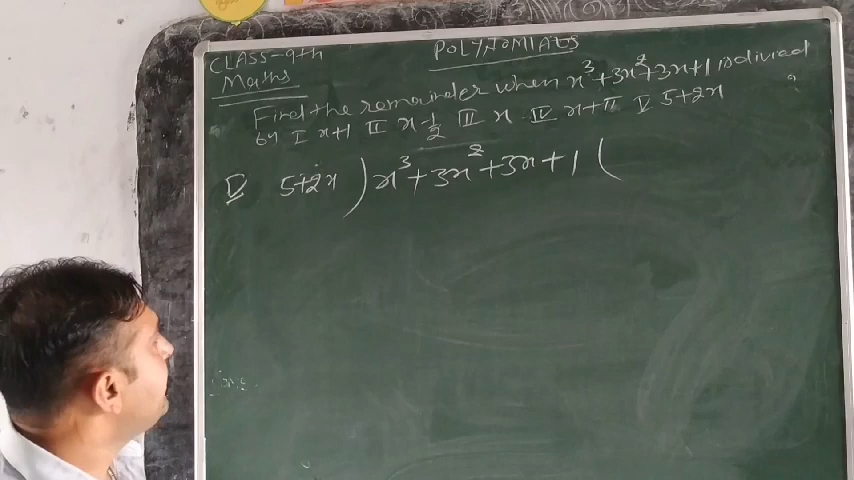 CLASS-9th
POLYNOMIALS
Maths
Find the remainder when x³+3x²+3x+1 is divied
by I x+1 II x-1/2 III x IV x+π V 5+2x ?
V 5+2x ) x³+3x²+3x+1 (